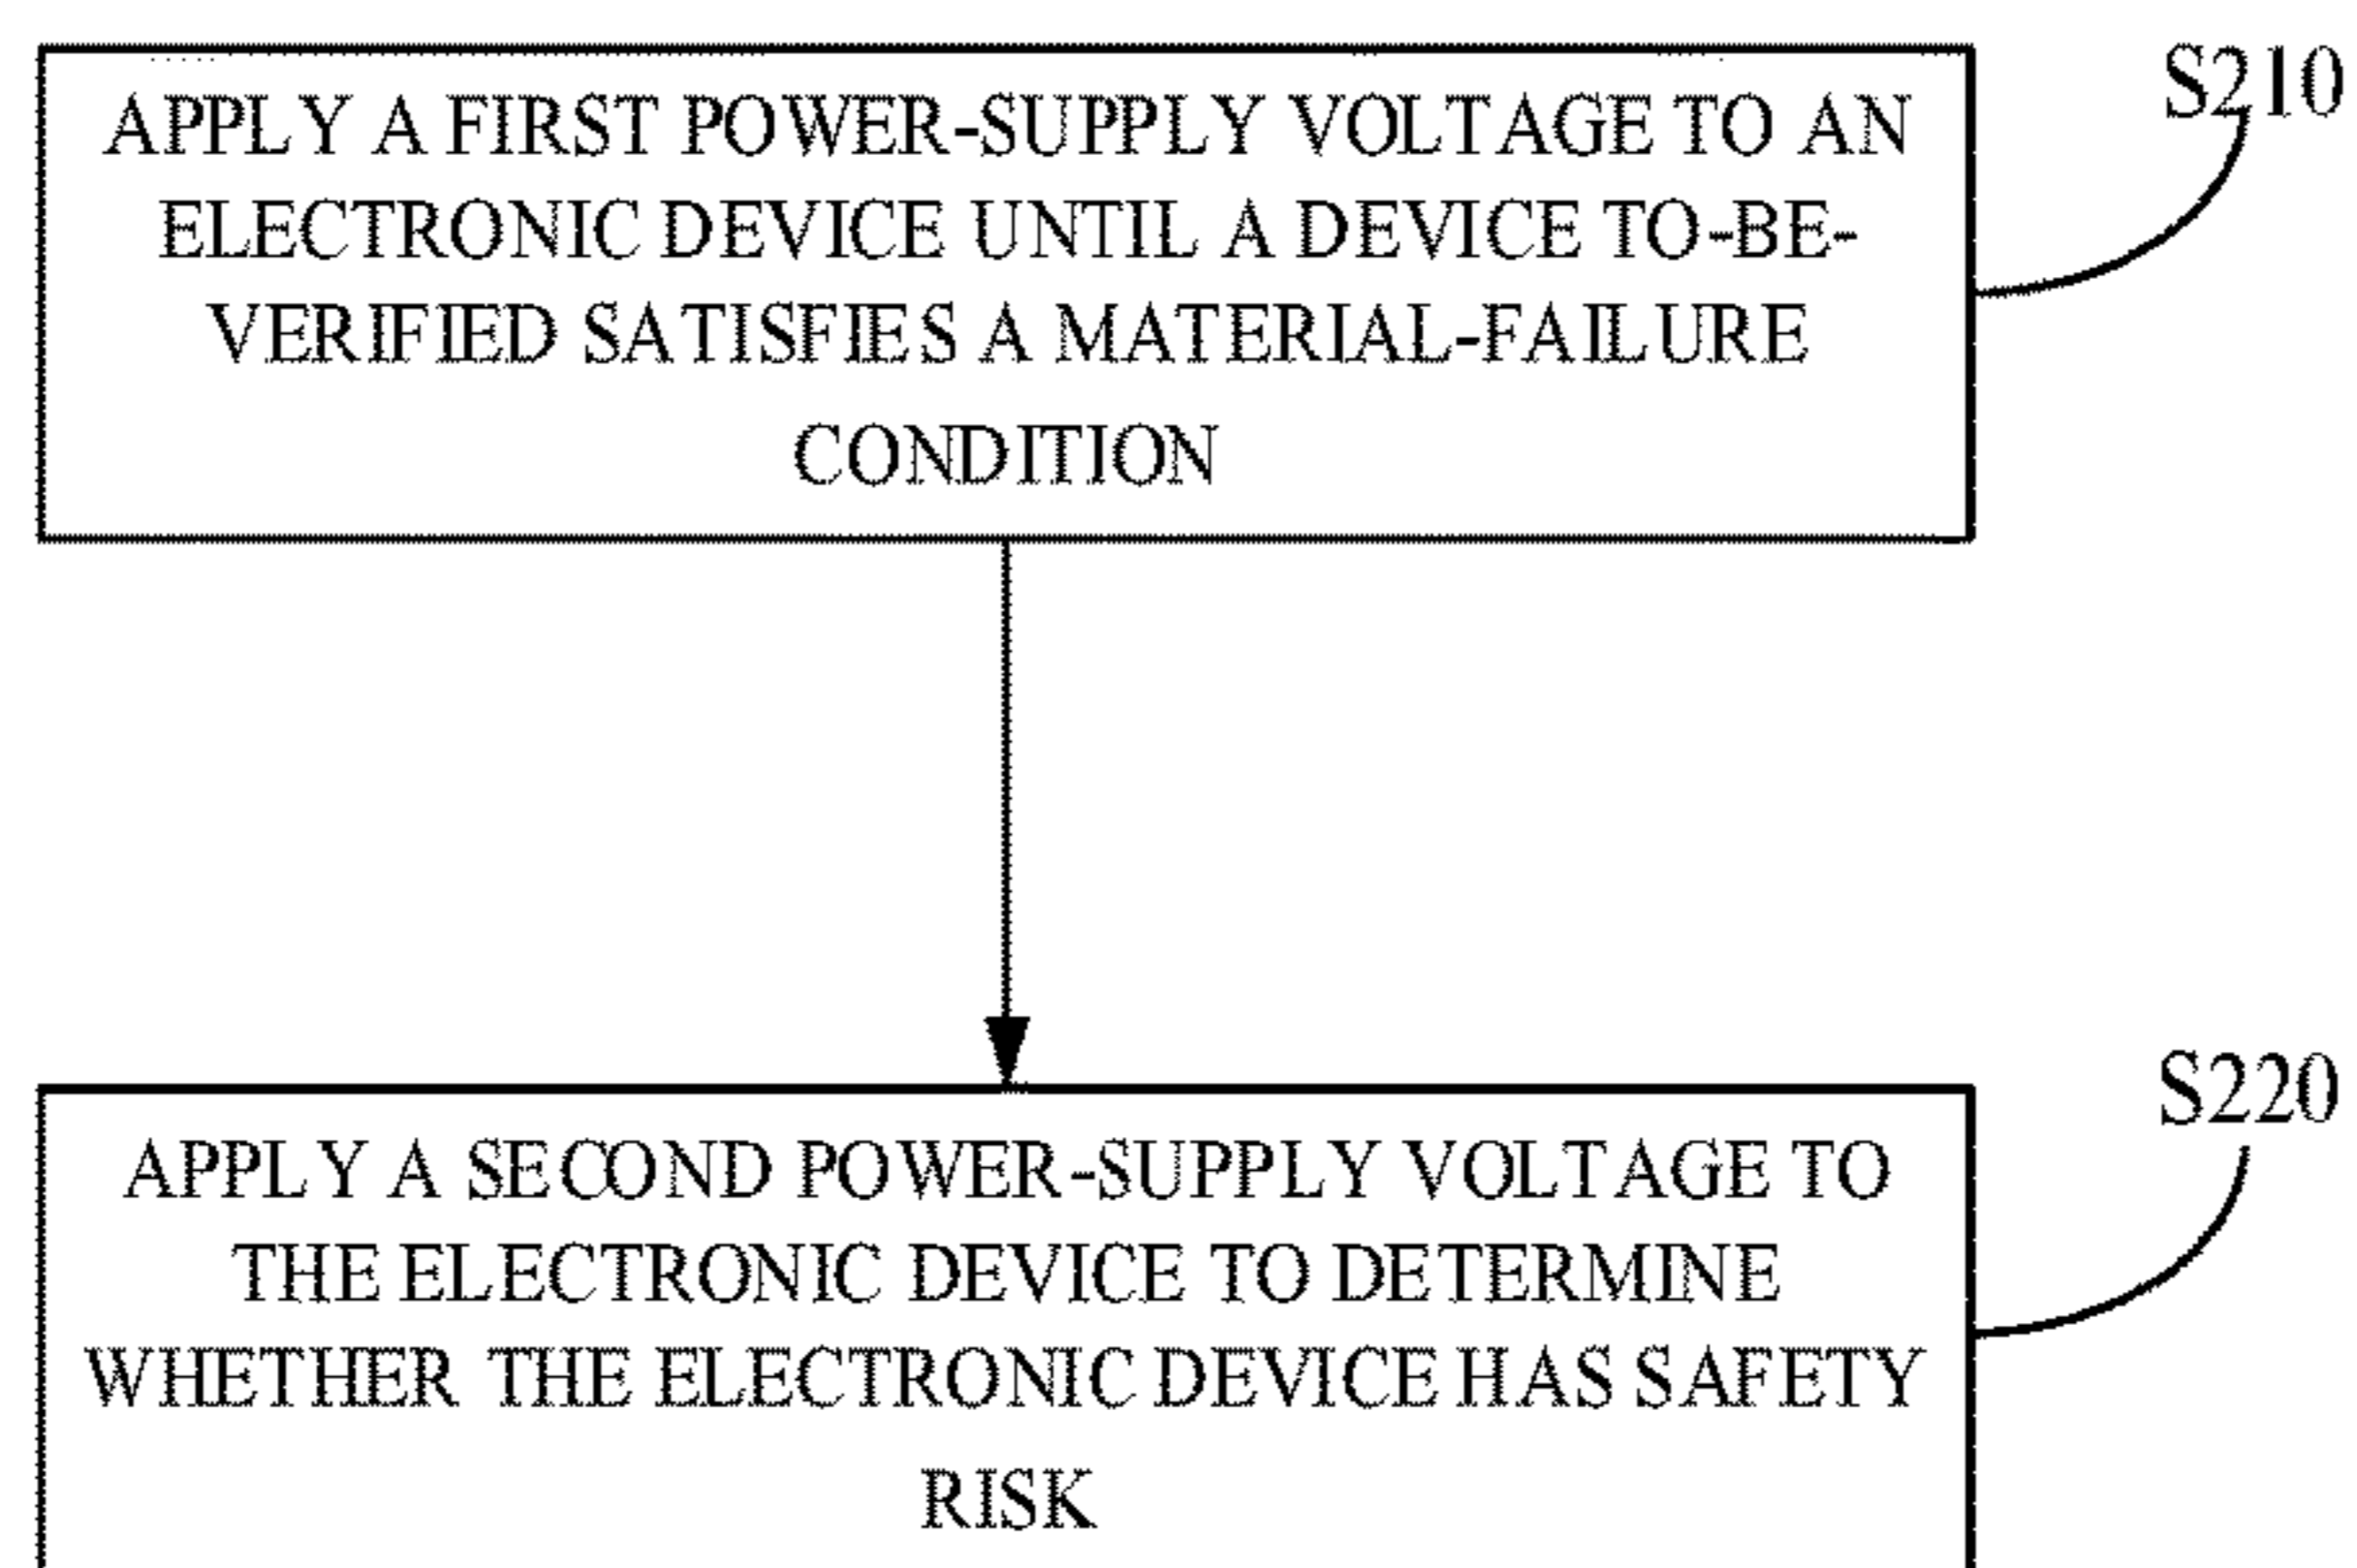 S210
APPLY A FIRST POWER-SUPPLY VOLTAGE TO AN
ELECTRONIC DEVICE UNTIL A DEVICE TO-BE-
VERIFIED SATISFIES A MATERIAL-FAILURE
CONDITION
S220
APPLY A SECOND POWER-SUPPLY VOLTAGE TO
THE ELECTRONIC DEVICE TO DETERMINE
WHETHER THE ELECTRONIC DEVICE HAS SAFETY
RISK